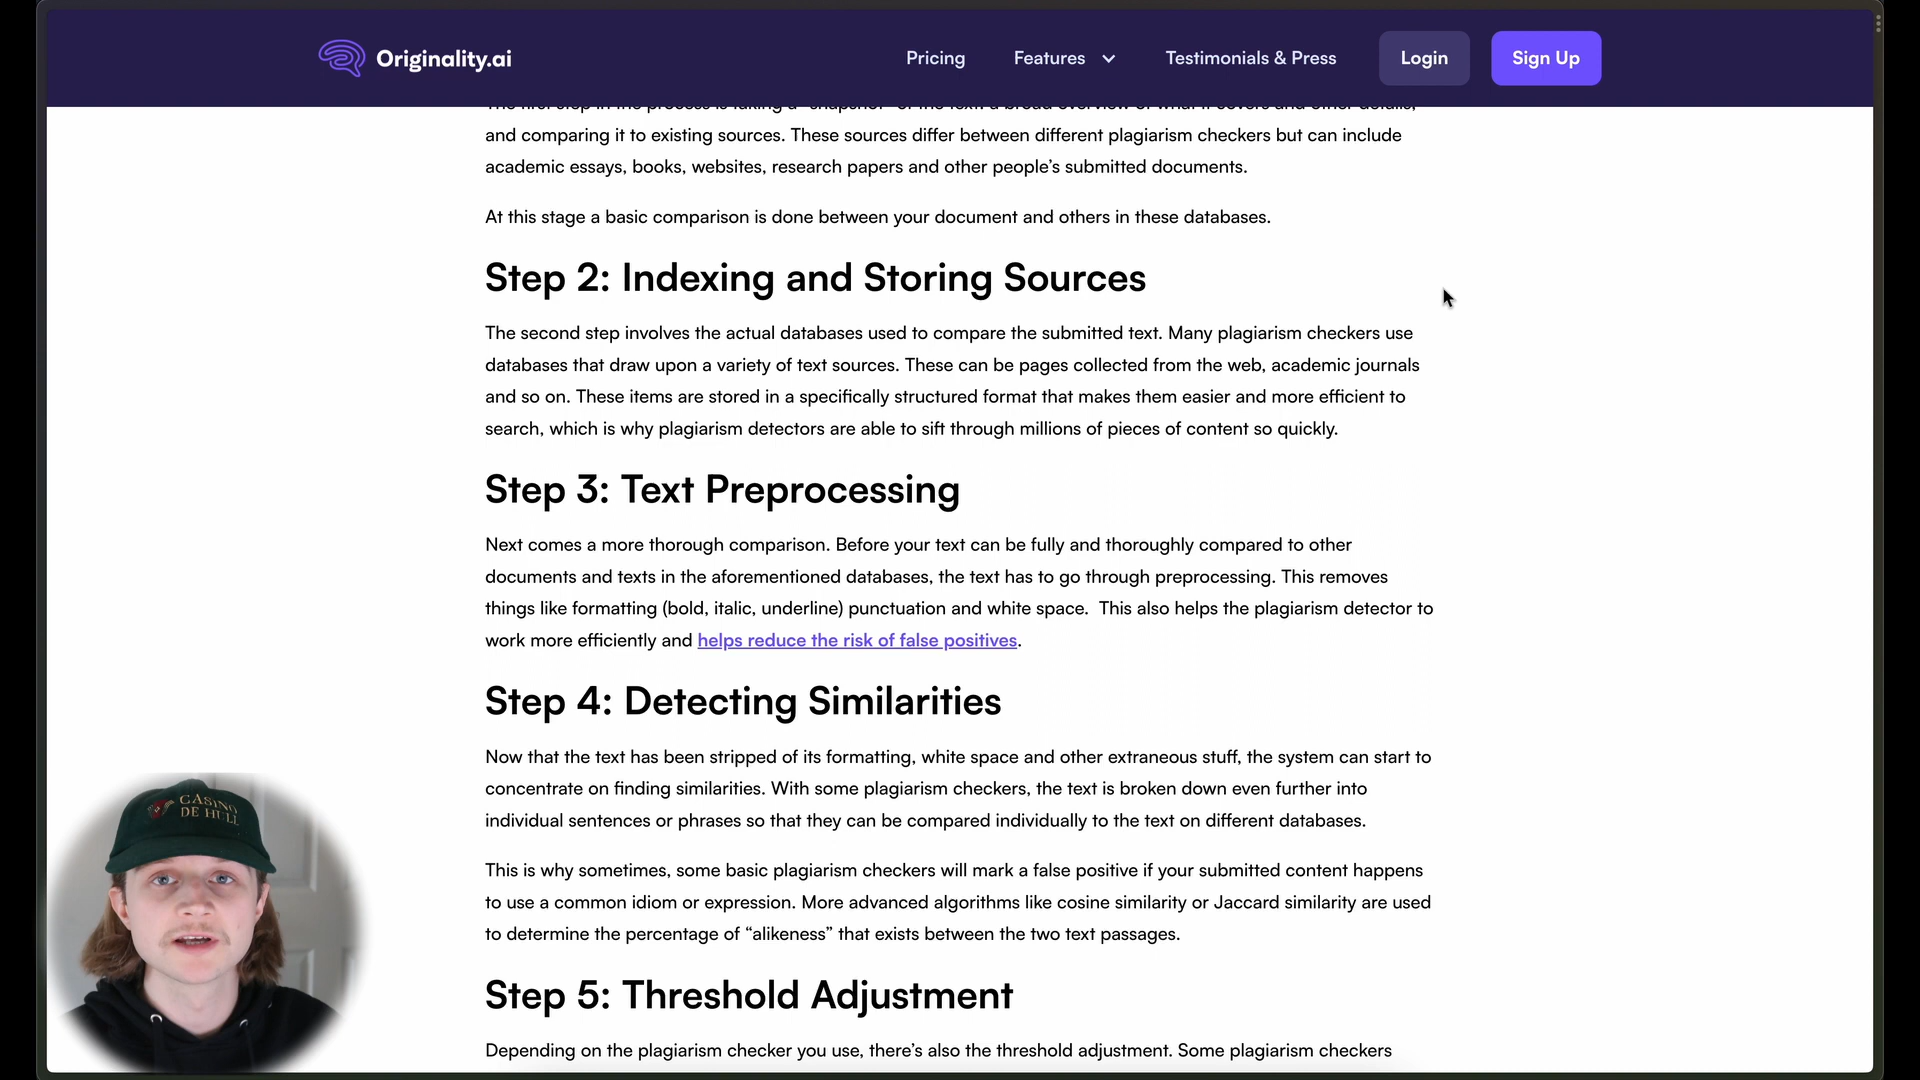 Originality.ai
Pricing
Features
Testimonials & Press
Login
Sign Up
The first step in the process is taking a "snapshot" of the text: a broad overview of what it covers and other details,
and comparing it to existing sources. These sources differ between different plagiarism checkers but can include
academic essays, books, websites, research papers and other people’s submitted documents.
At this stage a basic comparison is done between your document and others in these databases.
Step 2: Indexing and Storing Sources
The second step involves the actual databases used to compare the submitted text. Many plagiarism checkers use
databases that draw upon a variety of text sources. These can be pages collected from the web, academic journals
and so on. These items are stored in a specifically structured format that makes them easier and more efficient to
search, which is why plagiarism detectors are able to sift through millions of pieces of content so quickly.
Step 3: Text Preprocessing
Next comes a more thorough comparison. Before your text can be fully and thoroughly compared to other
documents and texts in the aforementioned databases, the text has to go through preprocessing. This removes
things like formatting (bold, italic, underline) punctuation and white space.  This also helps the plagiarism detector to
work more efficiently and helps reduce the risk of false positives.
Step 4: Detecting Similarities
Now that the text has been stripped of its formatting, white space and other extraneous stuff, the system can start to
concentrate on finding similarities. With some plagiarism checkers, the text is broken down even further into
individual sentences or phrases so that they can be compared individually to the text on different databases.
This is why sometimes, some basic plagiarism checkers will mark a false positive if your submitted content happens
to use a common idiom or expression. More advanced algorithms like cosine similarity or Jaccard similarity are used
to determine the percentage of “alikeness” that exists between the two text passages.
Step 5: Threshold Adjustment
Depending on the plagiarism checker you use, there’s also the threshold adjustment. Some plagiarism checkers
CASINO
DE HULL